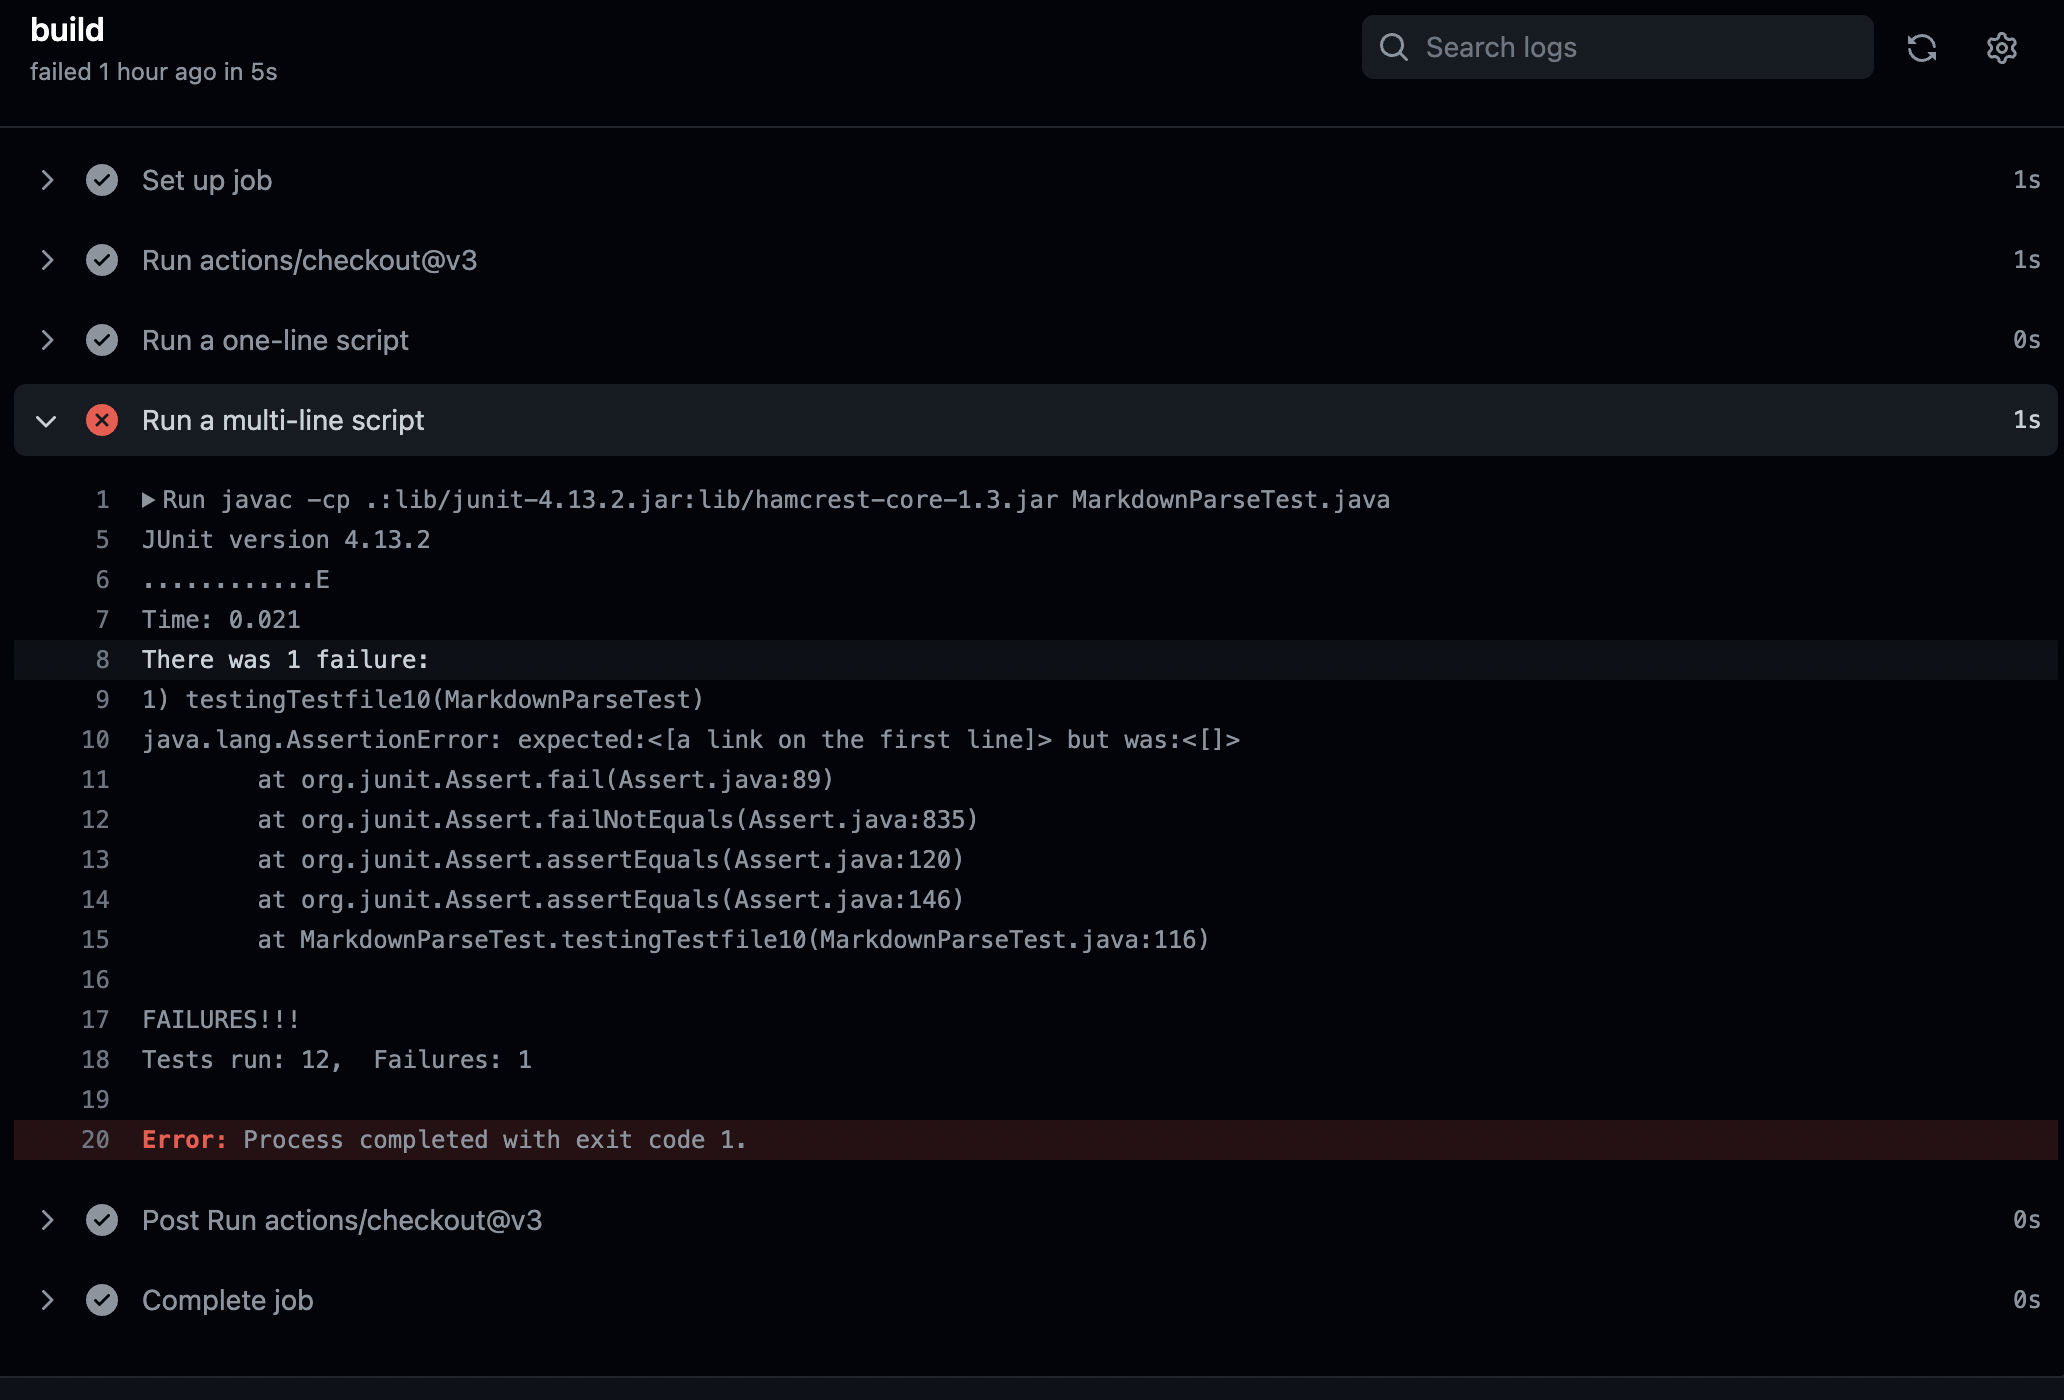 build
failed 1 hour ago in 5s
Search logs
Set up job 1s
Run actions/checkout@v3 1s
Run a one-line script 0s
Run a multi-line script 1s
1 Run javac -cp .:lib/junit-4.13.2.jar:lib/hamcrest-core-1.3.jar MarkdownParseTest.java
5 JUnit version 4.13.2
6 ............E
7 Time: 0.021
8 There was 1 failure:
9 1) testingTestfile10(MarkdownParseTest)
10 java.lang.AssertionError: expected:<[a link on the first line]> but was:<[]>
11 at org.junit.Assert.fail(Assert.java:89)
12 at org.junit.Assert.failNotEquals(Assert.java:835)
13 at org.junit.Assert.assertEquals(Assert.java:120)
14 at org.junit.Assert.assertEquals(Assert.java:146)
15 at MarkdownParseTest.testingTestfile10(MarkdownParseTest.java:116)
16
17 FAILURES!!!
18 Tests run: 12,  Failures: 1
19
20 Error: Process completed with exit code 1.
Post Run actions/checkout@v3 0s
Complete job 0s